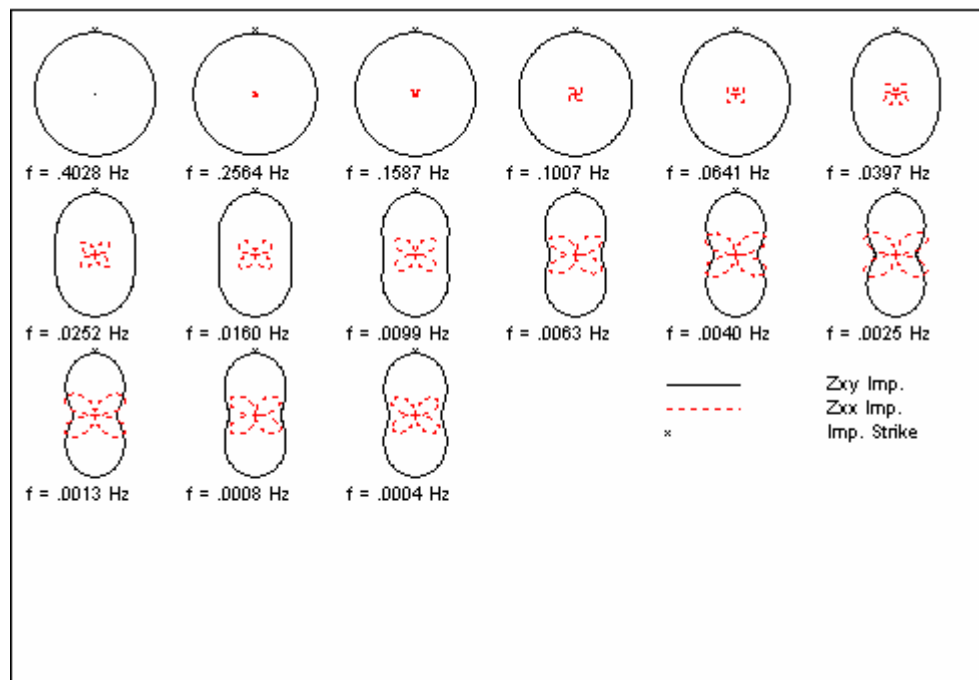 f = .4028 Hz f = .2564 Hz f = .1587 Hz f = .1007 Hz f = .0641 Hz f = .0397 Hz
f = .0252 Hz f = .0160 Hz f = .0099 Hz f = .0063 Hz f = .0040 Hz f = .0025 Hz
Zxy Imp.
Zxx Imp.
Imp. Strike
f = .0013 Hz f = .0008 Hz f = .0004 Hz